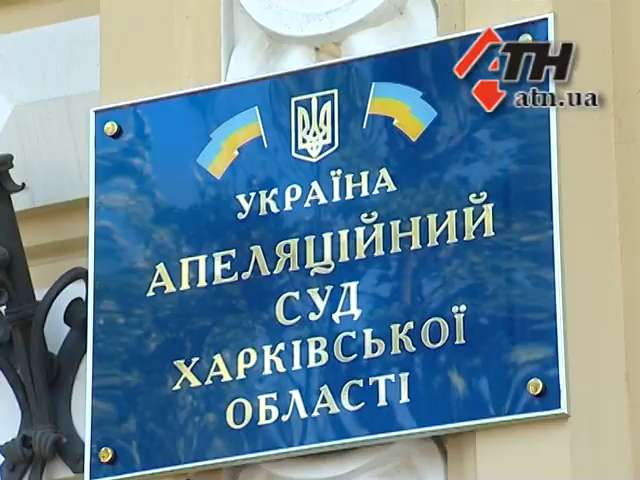 АТН
atn.ua
УКРАЇНА
АПЕЛЯЦІЙНИЙ
СУД
ХАРКІВСЬКОЇ
ОБЛАСТІ